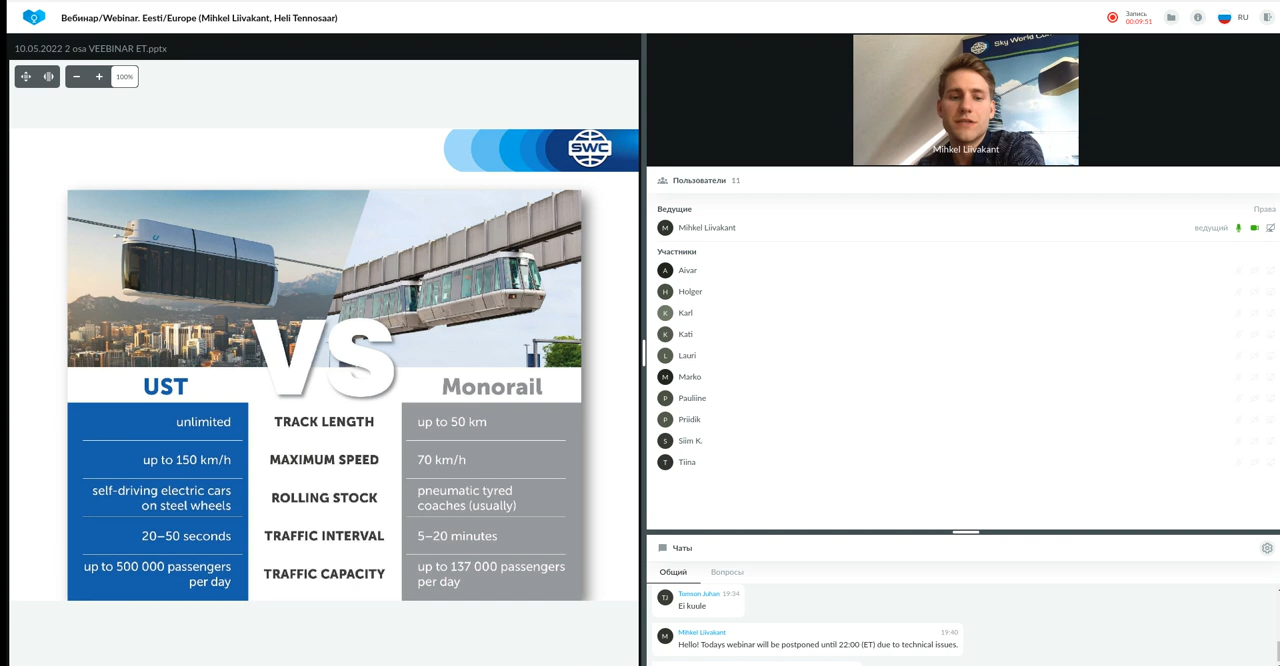 Вебинар/Webinar. Eesti/Europe (Mihkel Liivakant, Heli Tennosaar)
Запись
00:09:51
RU
10.05.2022 2 osa VEEBINAR ET.pptx
100%
SWC
VS
UST
Monorail
unlimited
TRACK LENGTH
up to 50 km
up to 150 km/h
MAXIMUM SPEED
70 km/h
self-driving electric cars
on steel wheels
ROLLING STOCK
pneumatic tyred
coaches (usually)
20–50 seconds
TRAFFIC INTERVAL
5–20 minutes
up to 500 000 passengers
per day
TRAFFIC CAPACITY
up to 137 000 passengers
per day
Sky World
Mihkel Liivakant
Пользователи 11
Ведущие
Права
M Mihkel Liivakant
ведущий
Участники
A Aivar
H Holger
K Karl
K Kati
L Lauri
M Marko
P Pauliine
P Priidik
S Siim K.
T Tiina
Чаты
Общий
Вопросы
TJ Tomson Juhan 19:34
Ei kuule
M Mihkel Liivakant 19:40
Hello! Todays webinar will be postponed until 22:00 (ET) due to technical issues.